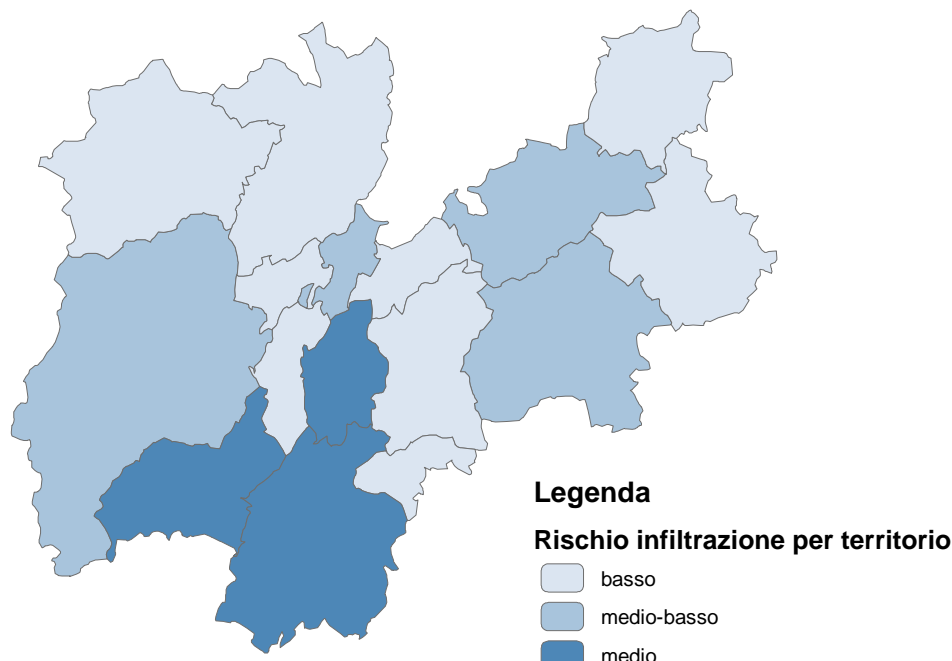 Legenda
Rischio infiltrazione per territorio
basso
medio-basso
medio